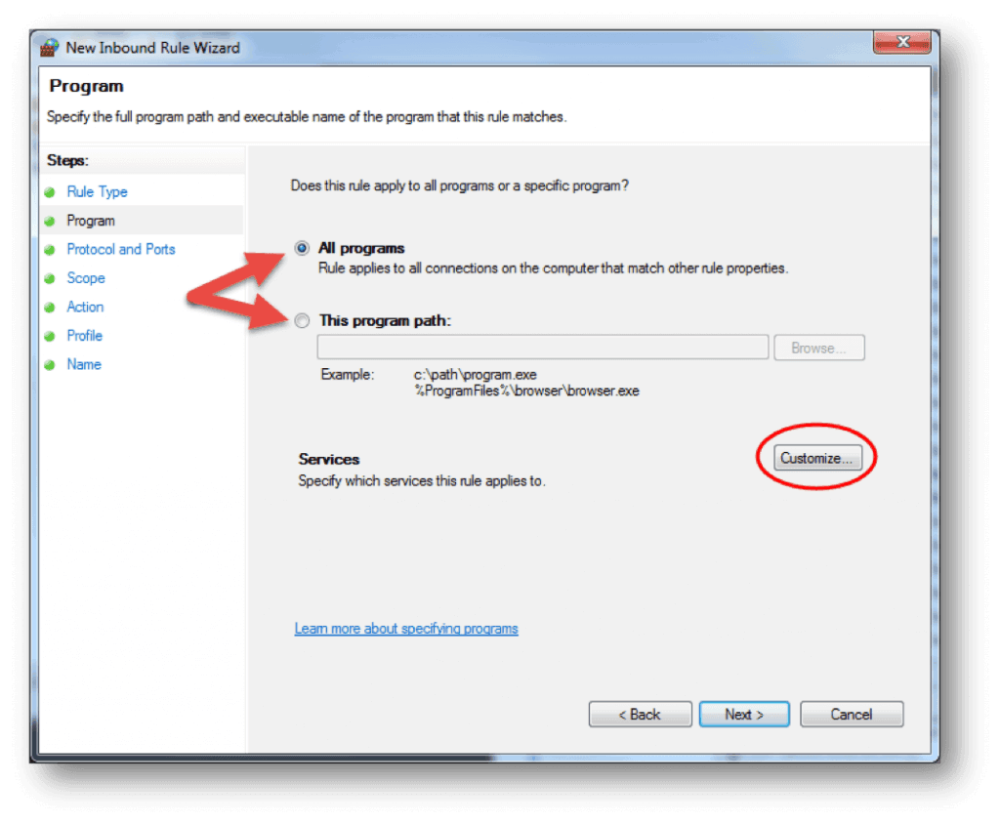 New Inbound Rule Wizard
X
Program
Specify the full program path and executable name of the program that this rule matches.
Steps:
Rule Type
Program
Protocol and Ports
Scope
Action
Profile
Name
Does this rule apply to all programs or a specific program?
All programs
Rule applies to all connections on the computer that match other rule properties.
This program path:
Browse...
Example: c:\path\program.exe
%ProgramFiles%\browser\browser.exe
Services
Customize...
Specify which services this rule applies to.
Learn more about specifying programs
< Back Next > Cancel